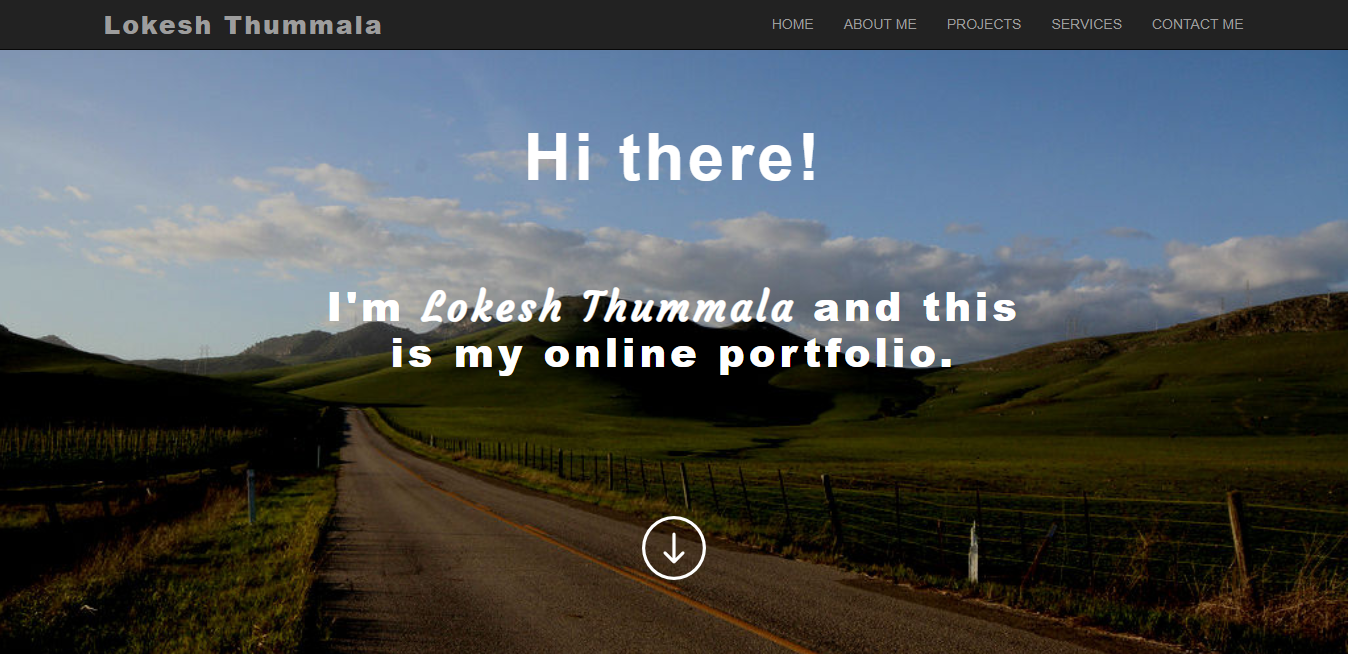 Lokesh Thummala
HOME ABOUT ME PROJECTS SERVICES CONTACT ME
Hi there!
I'm Lokesh Thummala and this
is my online portfolio.